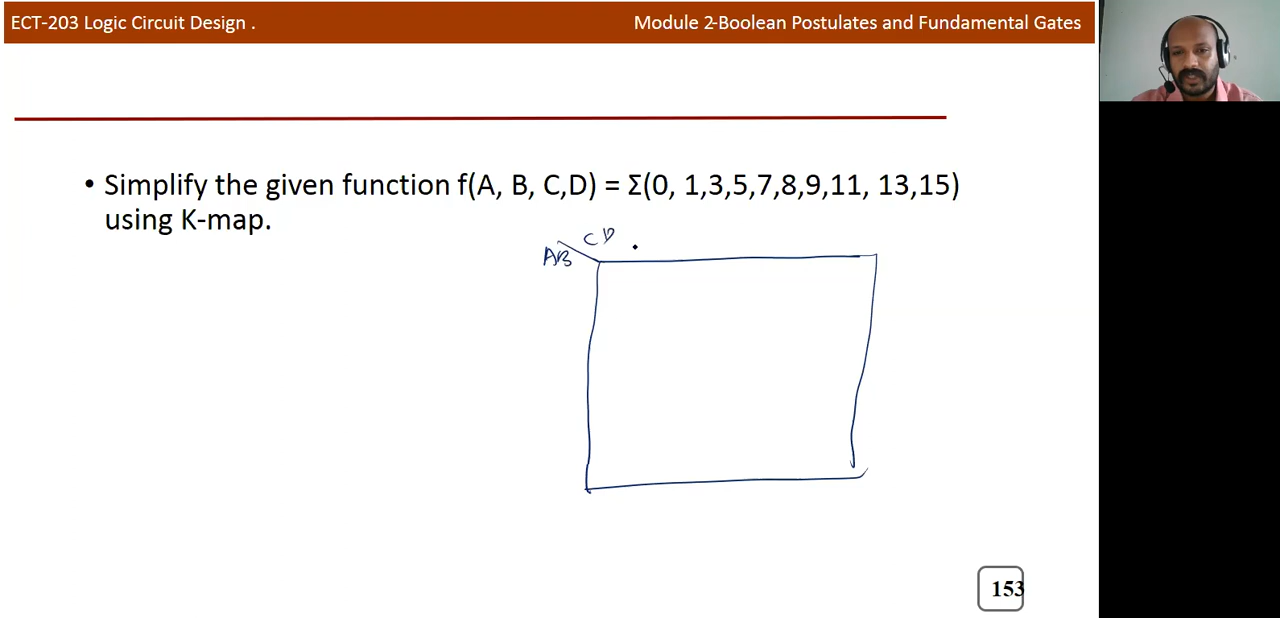 ECT-203 Logic Circuit Design .
Module 2-Boolean Postulates and Fundamental Gates
• Simplify the given function f(A, B, C,D) = Σ(0, 1,3,5,7,8,9,11, 13,15)
using K-map.
CD
AB
153